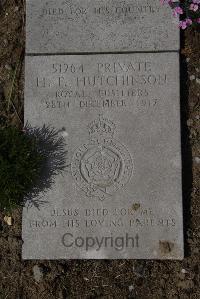 DIED FOR HIS COUNTRY
51764 PRIVATE
H. F. HUTCHINSON
ROYAL FUSILIERS
28TH DECEMBER 1917
"JESUS DIED FOR ME"
FROM HIS LOVING PARENTS
Copyright